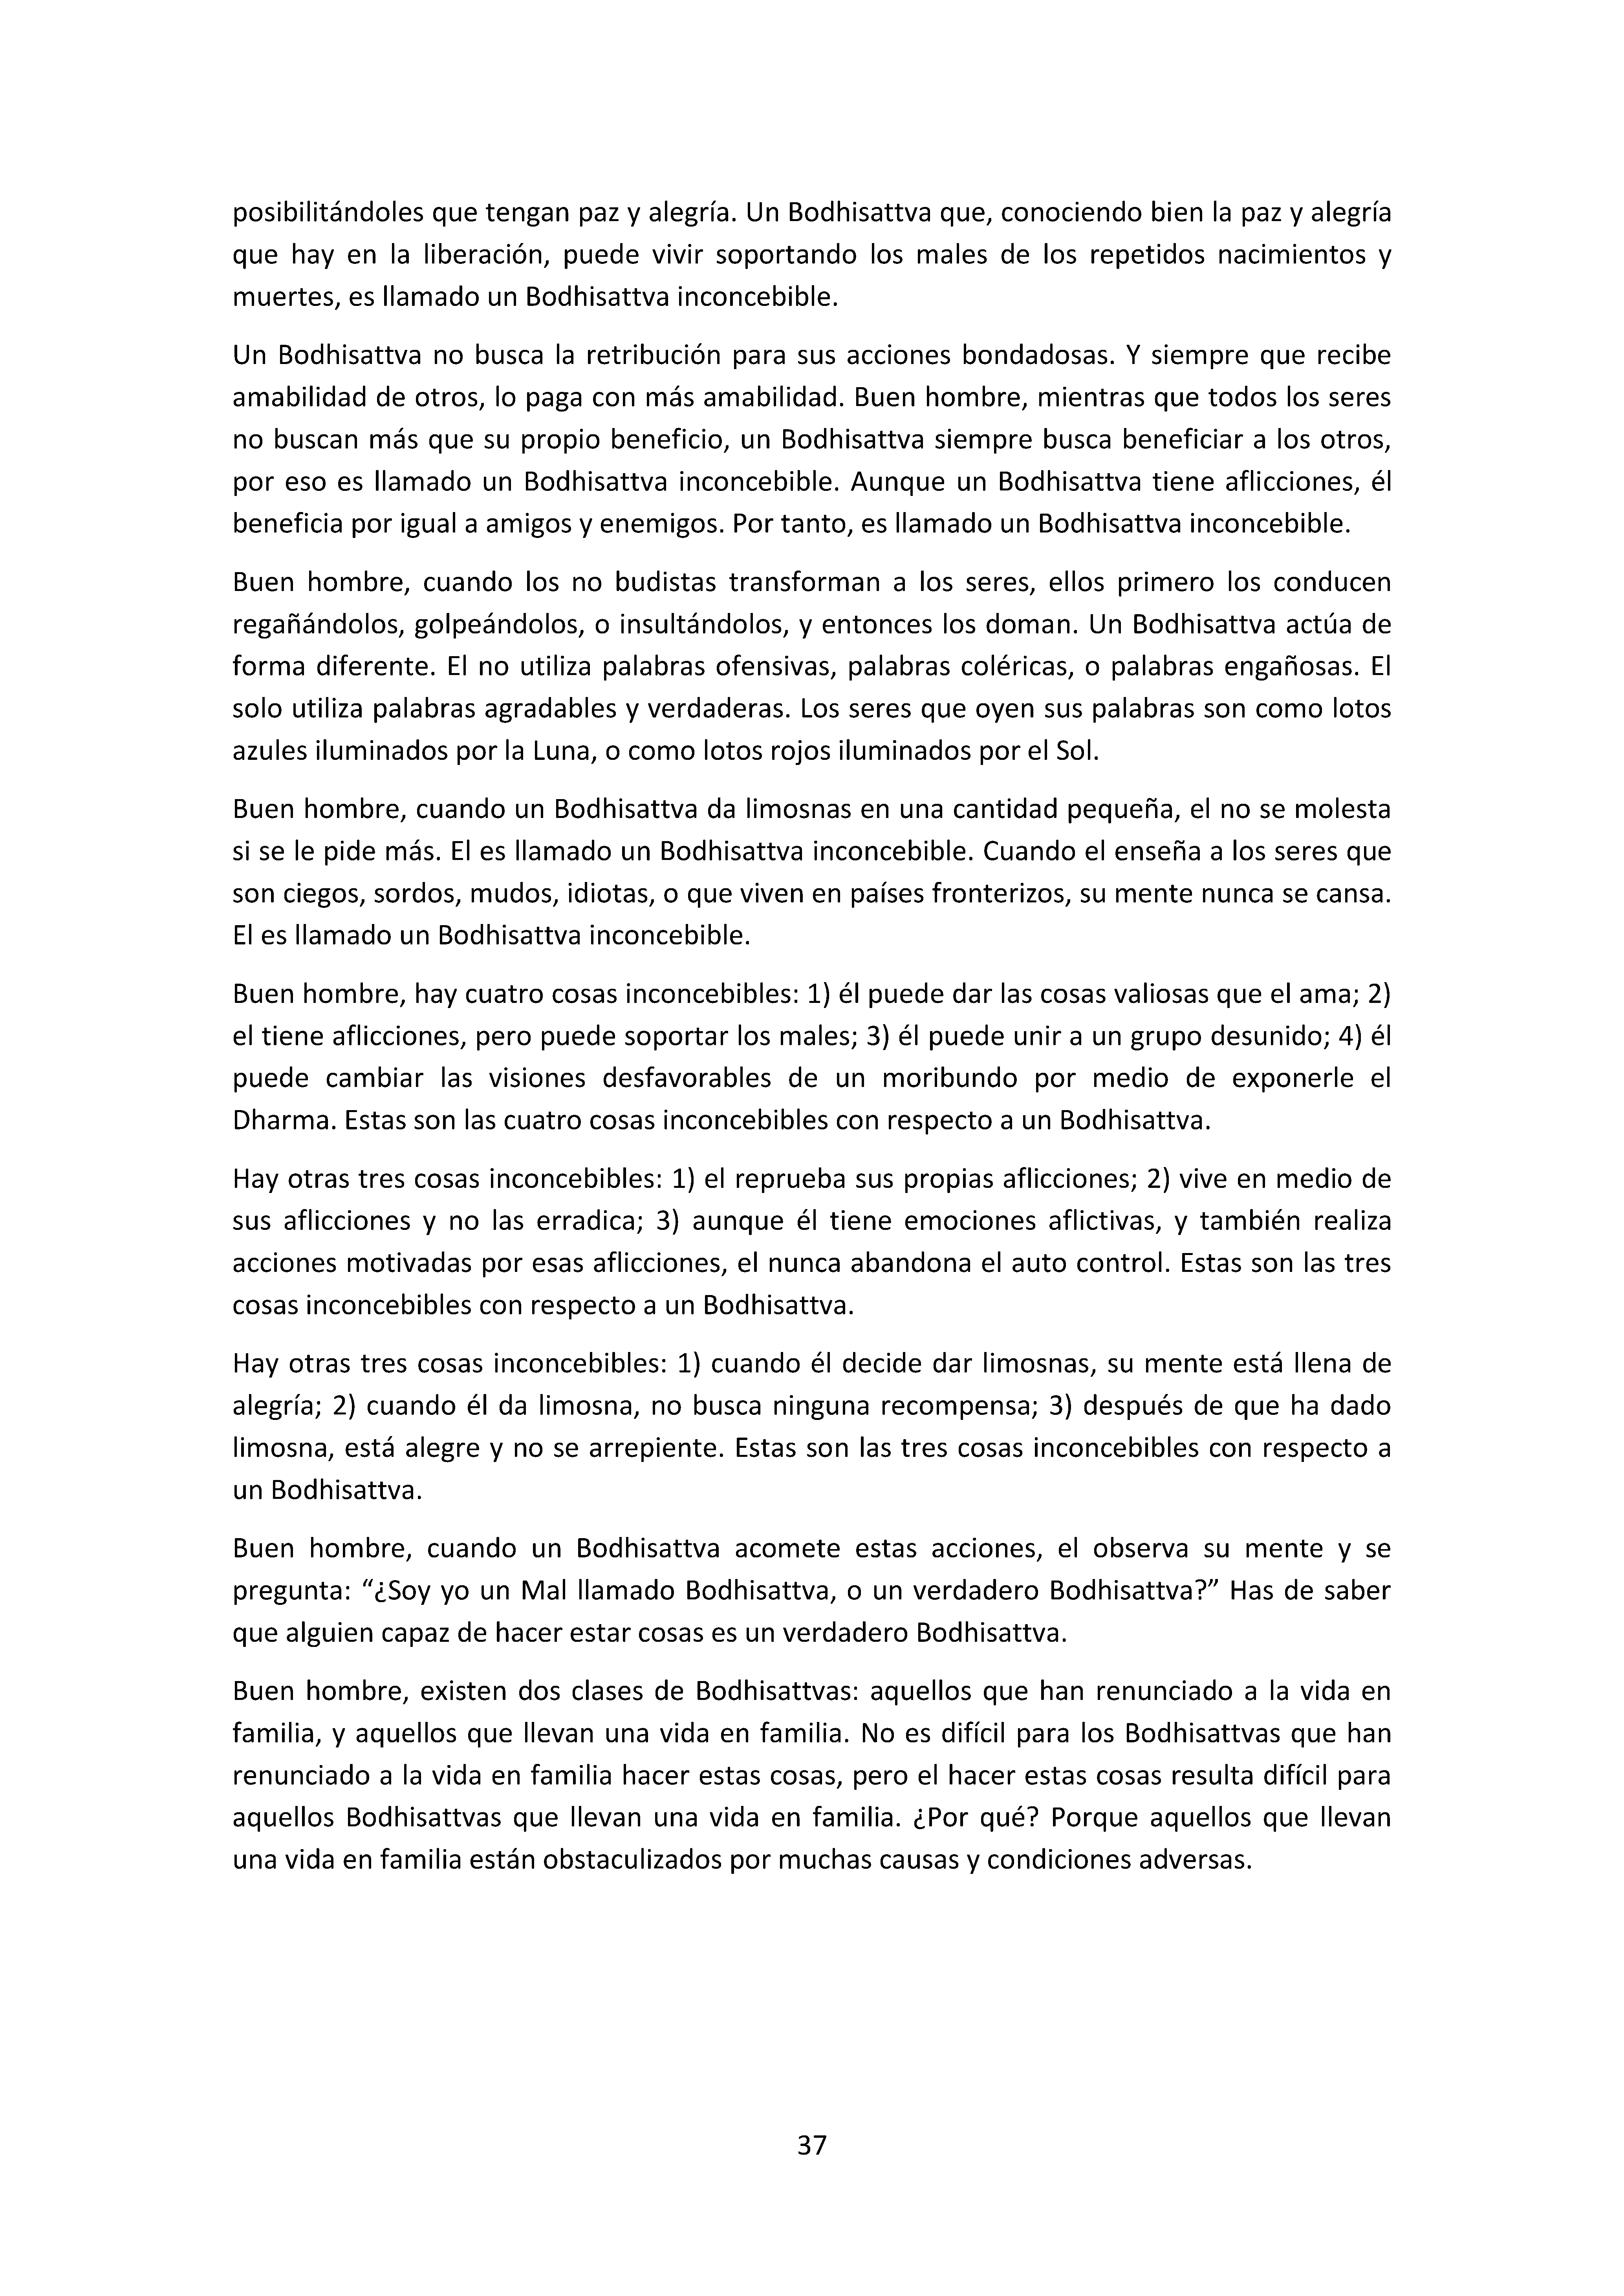 posibilitándoles que tengan paz y alegría. Un Bodhisattva que, conociendo bien la paz y alegría
que hay en la liberación, puede vivir soportando los males de los repetidos nacimientos y
muertes, es llamado un Bodhisattva inconcebible.
Un Bodhisattva no busca la retribución para sus acciones bondadosas. Y siempre que recibe
amabilidad de otros, lo paga con más amabilidad. Buen hombre, mientras que todos los seres
no buscan más que su propio beneficio, un Bodhisattva siempre busca beneficiar a los otros,
por eso es llamado un Bodhisattva inconcebible. Aunque un Bodhisattva tiene aflicciones, él
beneficia por igual a amigos y enemigos. Por tanto, es llamado un Bodhisattva inconcebible.
Buen hombre, cuando los no budistas transforman a los seres, ellos primero los conducen
regañándolos, golpeándolos, o insultándolos, y entonces los doman. Un Bodhisattva actúa de
forma diferente. El no utiliza palabras ofensivas, palabras coléricas, o palabras engañosas. El
solo utiliza palabras agradables y verdaderas. Los seres que oyen sus palabras son como lotos
azules iluminados por la Luna, o como lotos rojos iluminados por el Sol.
Buen hombre, cuando un Bodhisattva da limosnas en una cantidad pequeña, el no se molesta
si se le pide más. El es llamado un Bodhisattva inconcebible. Cuando el enseña a los seres que
son ciegos, sordos, mudos, idiotas, o que viven en países fronterizos, su mente nunca se cansa.
El es llamado un Bodhisattva inconcebible.
Buen hombre, hay cuatro cosas inconcebibles: 1) él puede dar las cosas valiosas que el ama; 2)
el tiene aflicciones, pero puede soportar los males; 3) él puede unir a un grupo desunido; 4) él
puede cambiar las visiones desfavorables de un moribundo por medio de exponerle el
Dharma. Estas son las cuatro cosas inconcebibles con respecto a un Bodhisattva.
Hay otras tres cosas inconcebibles: 1) el reprueba sus propias aflicciones; 2) vive en medio de
sus aflicciones y no las erradica; 3) aunque él tiene emociones aflictivas, y también realiza
acciones motivadas por esas aflicciones, el nunca abandona el auto control. Estas son las tres
cosas inconcebibles con respecto a un Bodhisattva.
Hay otras tres cosas inconcebibles: 1) cuando él decide dar limosnas, su mente está llena de
alegría; 2) cuando él da limosna, no busca ninguna recompensa; 3) después de que ha dado
limosna, está alegre y no se arrepiente. Estas son las tres cosas inconcebibles con respecto a
un Bodhisattva.
Buen hombre, cuando un Bodhisattva acomete estas acciones, el observa su mente y se
pregunta: “¿Soy yo un Mal llamado Bodhisattva, o un verdadero Bodhisattva?” Has de saber
que alguien capaz de hacer estar cosas es un verdadero Bodhisattva.
Buen hombre, existen dos clases de Bodhisattvas: aquellos que han renunciado a la vida en
familia, y aquellos que llevan una vida en familia. No es difícil para los Bodhisattvas que han
renunciado a la vida en familia hacer estas cosas, pero el hacer estas cosas resulta difícil para
aquellos Bodhisattvas que llevan una vida en familia. ¿Por qué? Porque aquellos que llevan
una vida en familia están obstaculizados por muchas causas y condiciones adversas.
37